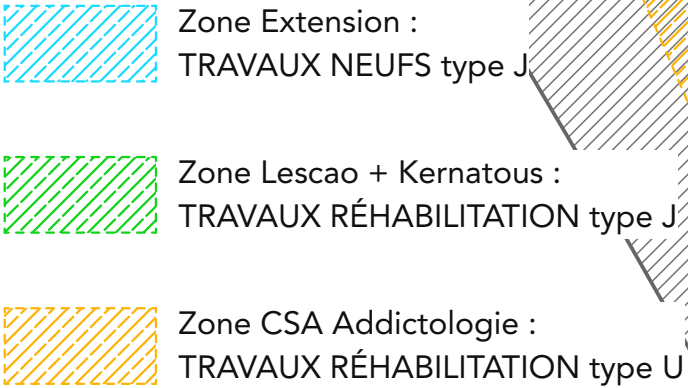 Zone Extension :
TRAVAUX NEUFS type J
Zone Lescao + Kernatous :
TRAVAUX RÉHABILITATION type J
Zone CSA Addictologie :
TRAVAUX RÉHABILITATION type U